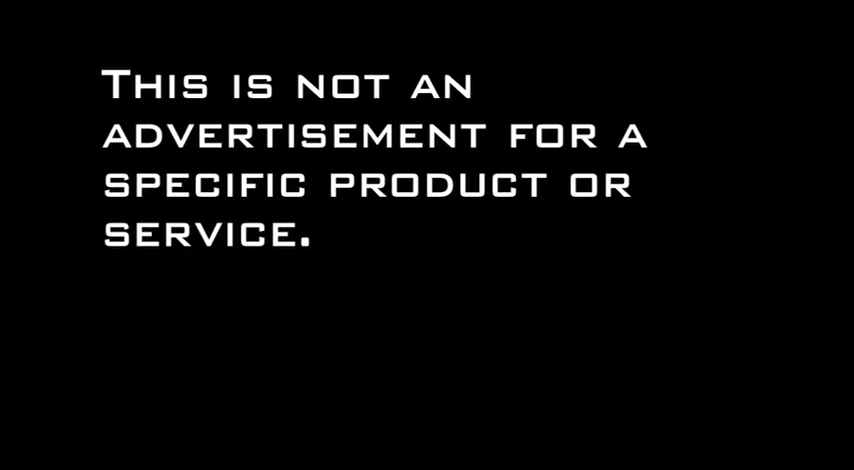 This is not an
advertisement for a
specific product or
service.